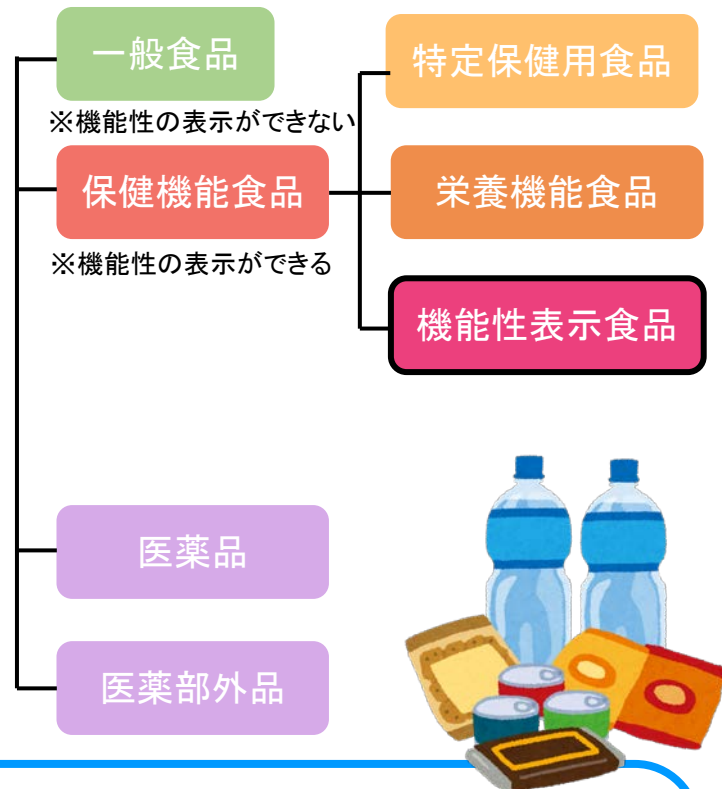 一般食品
※機能性の表示ができない
保健機能食品
※機能性の表示ができる
特定保健用食品
栄養機能食品
機能性表示食品
医薬品
医薬部外品